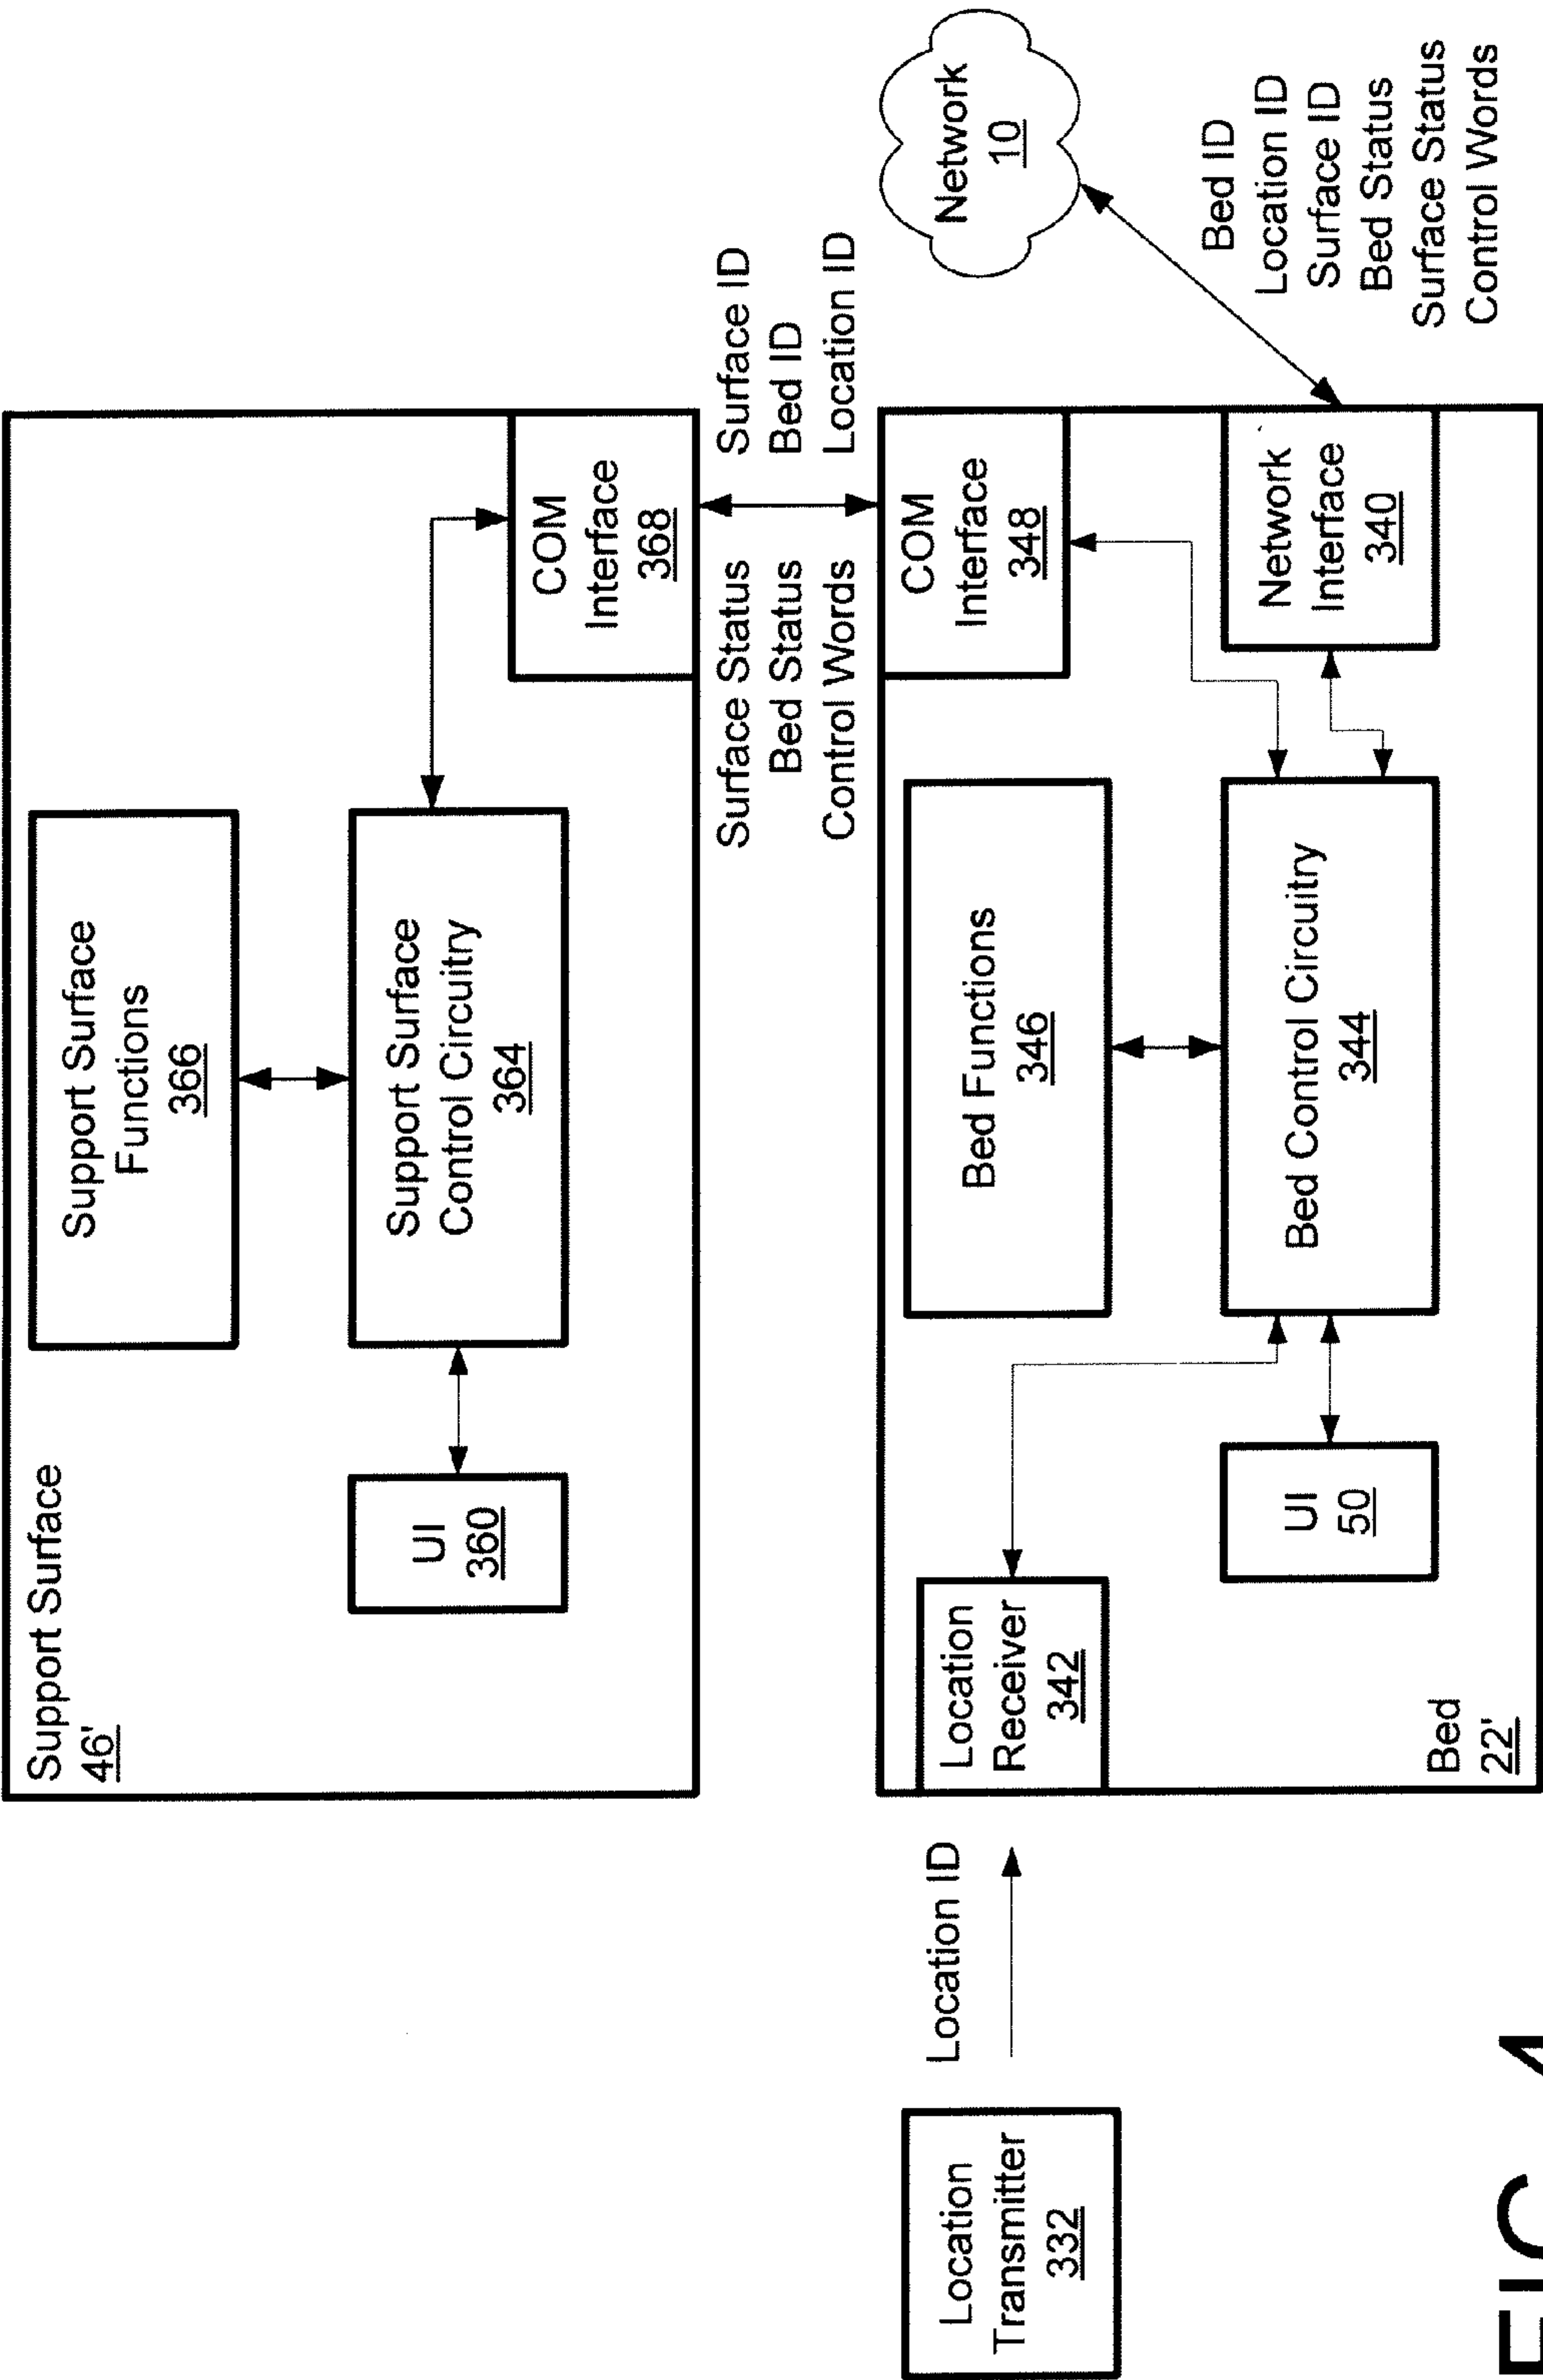 Support Surface
46'
Support Surface
Functions
366
Support Surface
Control Circuitry
364
UI
360
COM
Interface
368
Surface Status
Bed Status
Control Words
Surface ID
Bed ID
Location ID
Network
10
Location
Transmitter
332
Location ID
Location
Receiver
342
Bed Functions
346
COM
Interface
348
UI
50
Bed Control Circuitry
344
Network
Interface
340
Bed
22'
Bed ID
Location ID
Surface ID
Bed Status
Surface Status
Control Words
FIG. 4